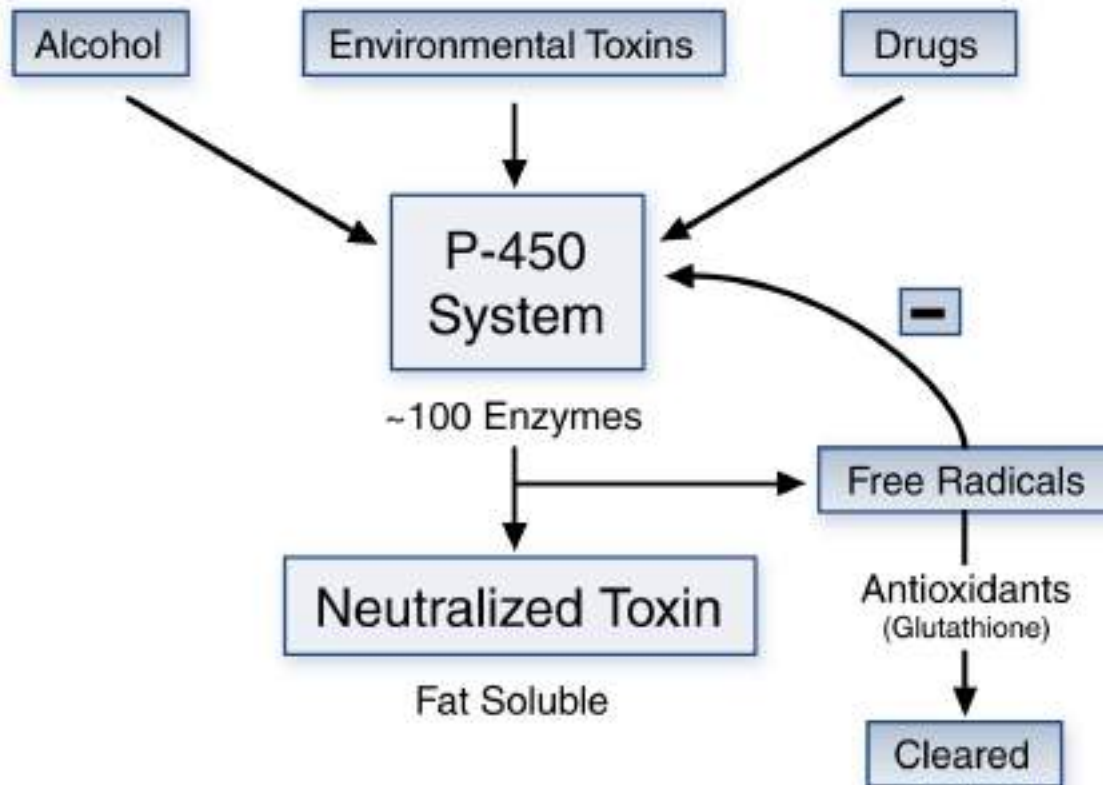 Alcohol
Environmental Toxins
Drugs
P-450
System
–
~100 Enzymes
Free Radicals
Neutralized Toxin
Antioxidants
(Glutathione)
Fat Soluble
Cleared